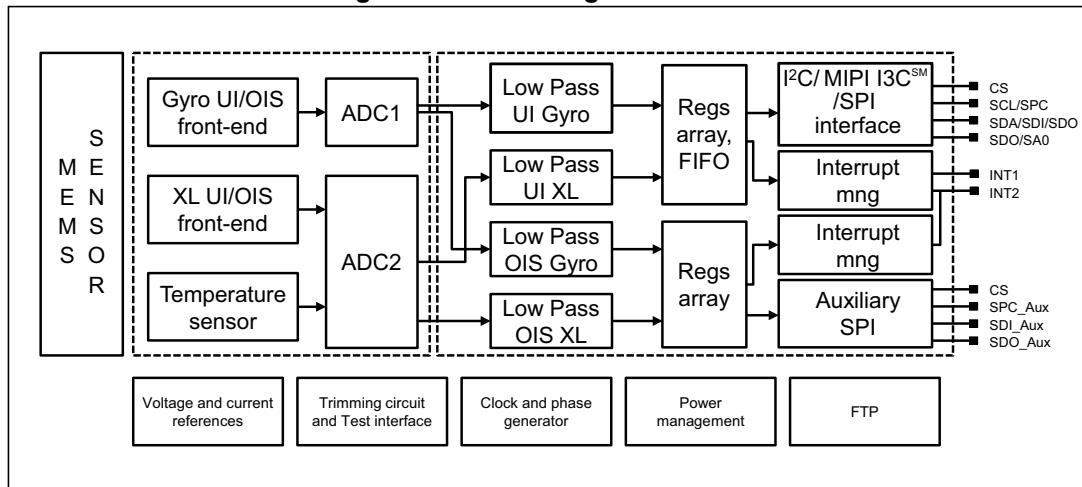 MEMS
SENSOR
Gyro UI/OIS
front-end
XL UI/OIS
front-end
Temperature
sensor
ADC1
ADC2
Low Pass
UI Gyro
Low Pass
UI XL
Low Pass
OIS Gyro
Low Pass
OIS XL
Regs
array,
FIFO
Regs
array
I²C/ MIPI I3C℠
/SPI
interface
Interrupt
mng
Interrupt
mng
Auxiliary
SPI
CS
SCL/SPC
SDA/SDI/SDO
SDO/SA0
INT1
INT2
CS
SPC_Aux
SDI_Aux
SDO_Aux
Voltage and current
references
Trimming circuit
and Test interface
Clock and phase
generator
Power
management
FTP